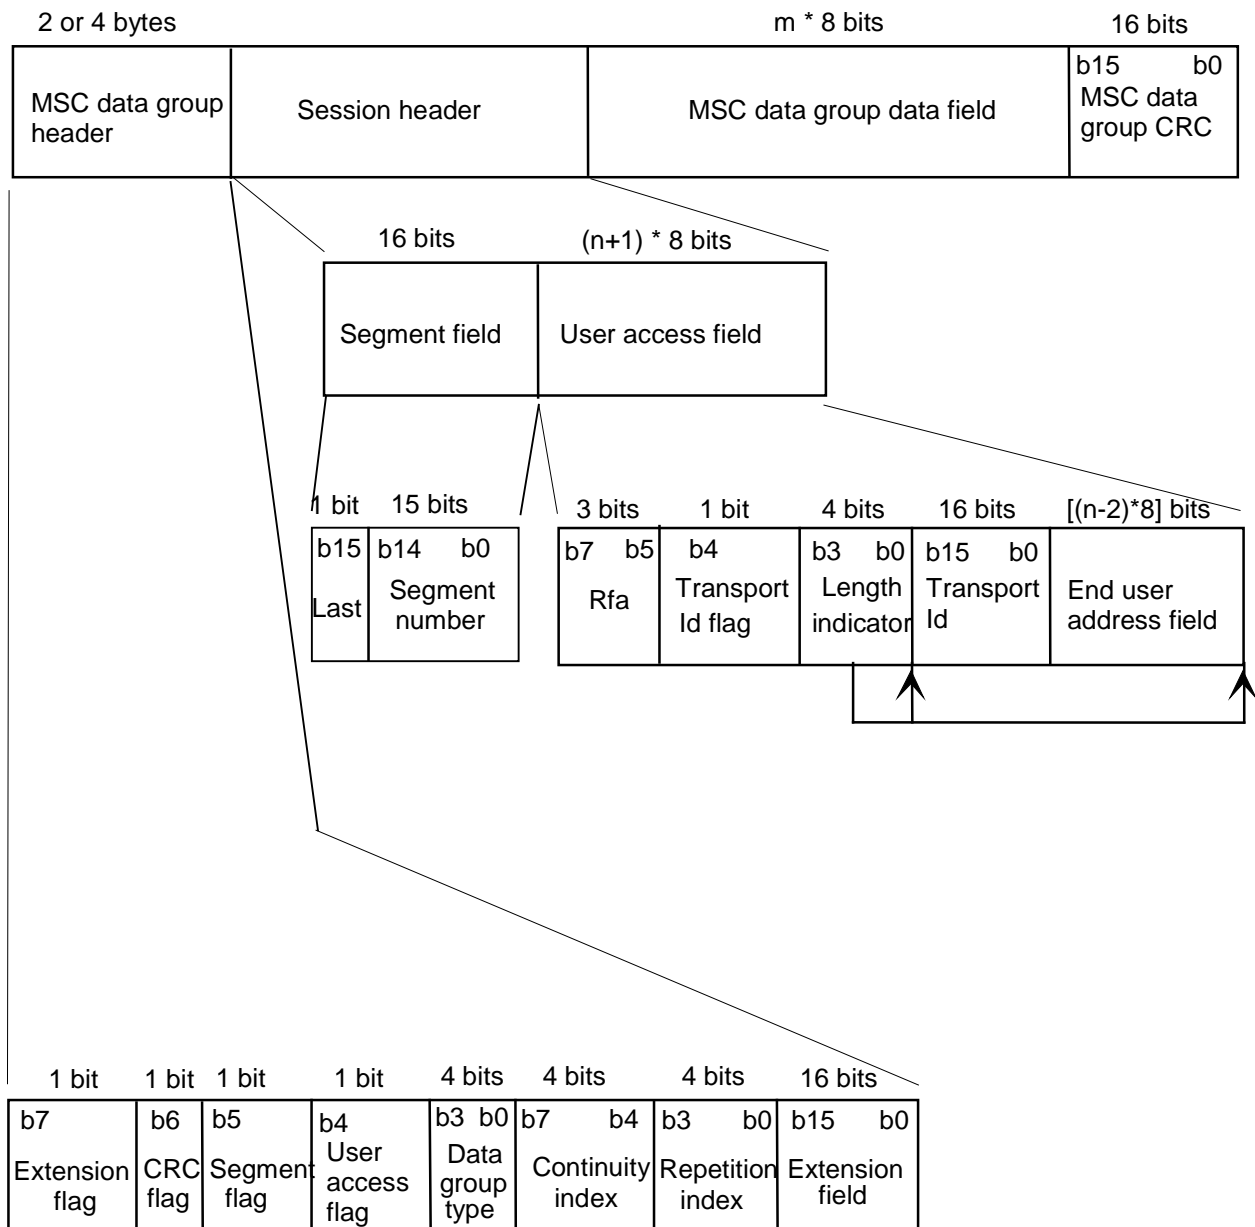 2 or 4 bytes m * 8 bits 16 bits
b15 b0
MSC data group
header
Session header
MSC data group data field
MSC data
group CRC
16 bits (n+1) * 8 bits
Segment field User access field
1 bit 15 bits
b15 b14 b0
Last
Segment
number
3 bits 1 bit 4 bits 16 bits [(n-2)*8] bits
b7 b5 b4 b3 b0 b15 b0
Rfa
Transport
Id flag
Length
indicator
Transport
Id
End user
address field
1 bit 1 bit 1 bit 1 bit 4 bits 4 bits 4 bits 16 bits
b7 b6 b5 b4 b3 b0 b7 b4 b3 b0 b15 b0
Extension
flag
CRC
flag
Segment
flag
User
access
flag
Data
group
type
Continuity
index
Repetition
index
Extension
field